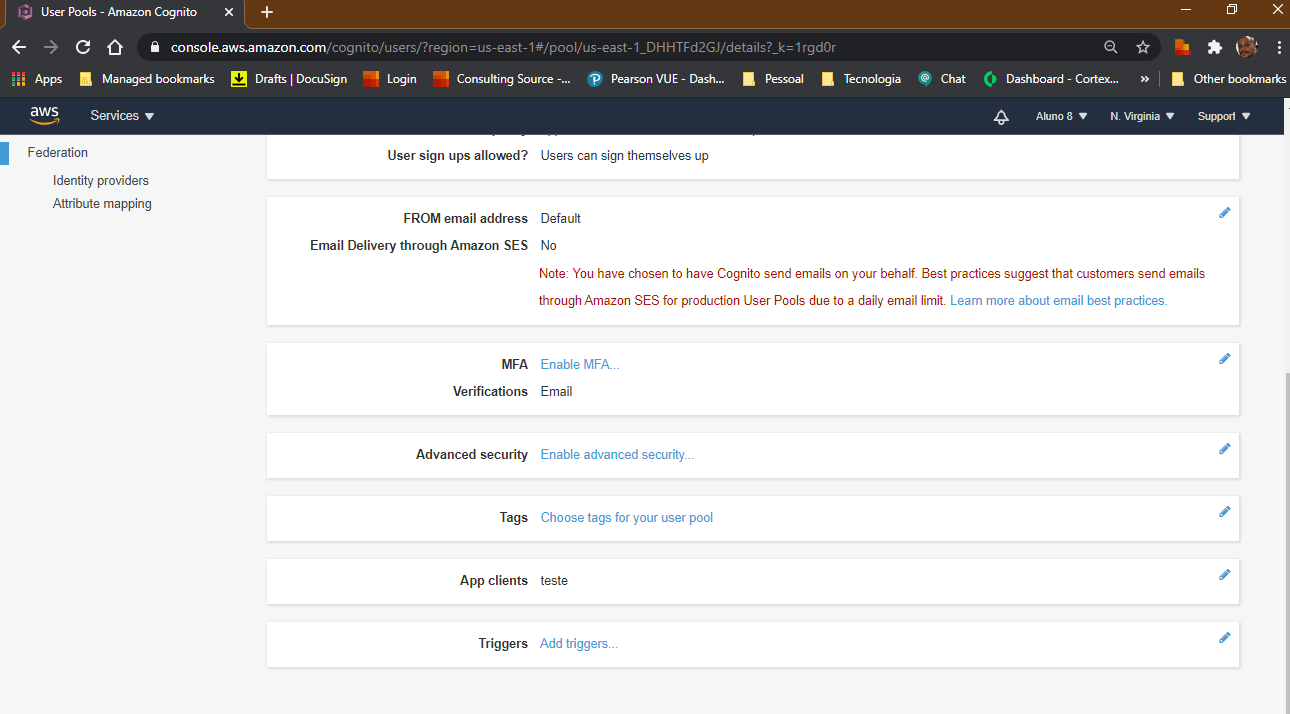 User Pools - Amazon Cognito
console.aws.amazon.com/cognito/users/?region=us-east-1#/pool/us-east-1_DHHTFd2GJ/details?_k=1rgd0r
Apps Managed bookmarks Drafts | DocuSign Login Consulting Source -... Pearson VUE - Dash... Pessoal Tecnologia Chat Dashboard - Cortex... » Other bookmarks
aws Services Aluno 8 N. Virginia Support
Federation
Identity providers
Attribute mapping
User sign ups allowed? Users can sign themselves up
FROM email address Default
Email Delivery through Amazon SES No
Note: You have chosen to have Cognito send emails on your behalf. Best practices suggest that customers send emails
through Amazon SES for production User Pools due to a daily email limit. Learn more about email best practices.
MFA Enable MFA...
Verifications Email
Advanced security Enable advanced security...
Tags Choose tags for your user pool
App clients teste
Triggers Add triggers...